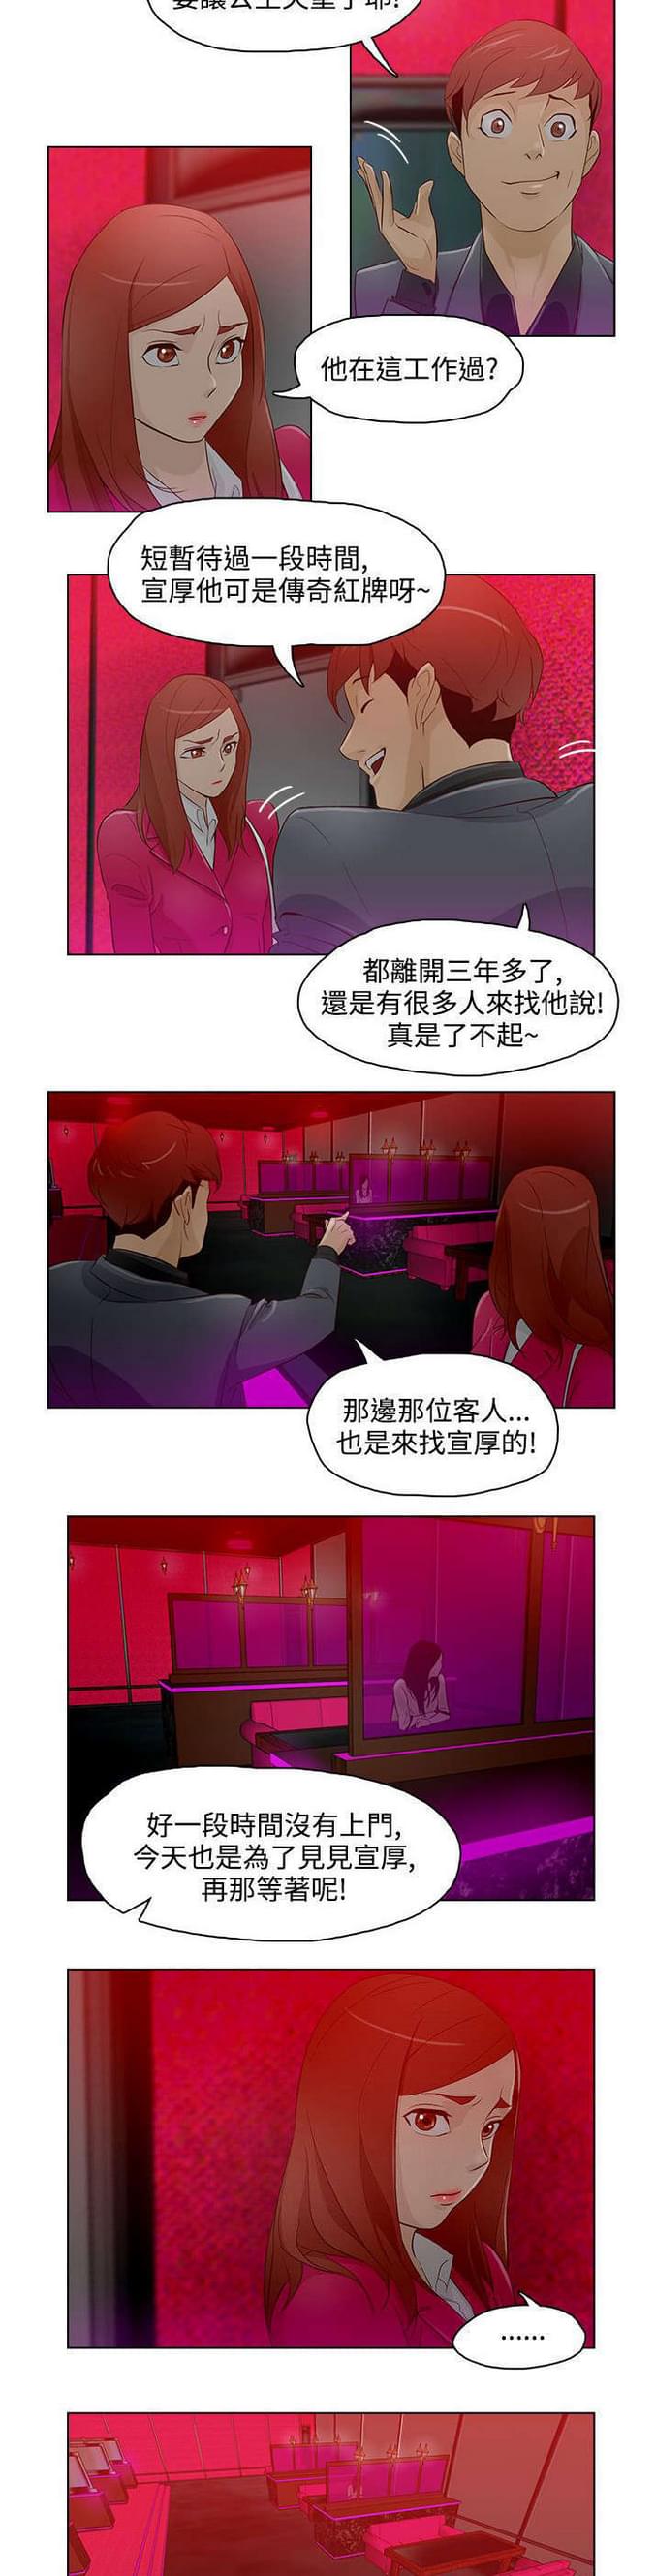 他在這工作過?
短暫待過一段時間,
宣厚他可是傳奇紅牌呀~
都離開三年多了,
還是有很多人來找他說!
真是了不起~
那邊那位客人...
也是來找宣厚的!
好一段時間沒有上門,
今天也是為了見見宣厚,
再那等著呢!
......